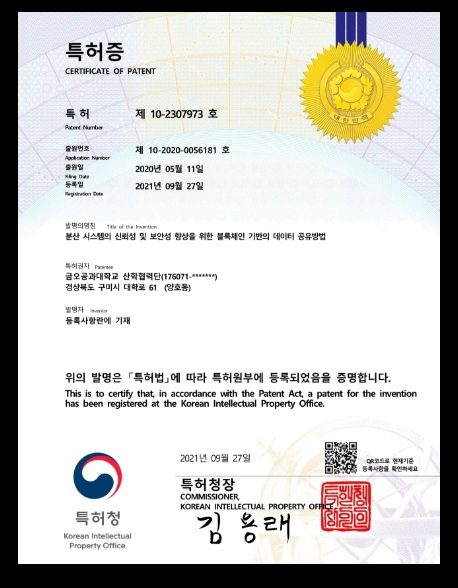 특허증
CERTIFICATE OF PATENT
특 허 제 10-2307973 호
Patent Number
출원번호 제 10-2020-0056181 호
Application Number
출원일 2020년 05월 11일
Filing Date
등록일 2021년 09월 27일
Registration Date
발명의명칭 Title of the Invention
분산 시스템의 신뢰성 및 보안성 향상을 위한 블록체인 기반의 데이터 공유방법
특허권자 Patentee
금오공과대학교 산학협력단(176071-*******)
경상북도 구미시 대학로 61 (양호동)
발명자 Inventor
등록사항란에 기재
위의 발명은 「특허법」에 따라 특허원부에 등록되었음을 증명합니다.
This is to certify that, in accordance with the Patent Act, a patent for the invention
has been registered at the Korean Intellectual Property Office.
2021년 09월 27일
QR코드로 현재기준
등록사항을 확인하세요
특허청장
COMMISSIONER,
KOREAN INTELLECTUAL PROPERTY OFFICE
김 용 래
특허청
Korean Intellectual
Property Office
대한민국